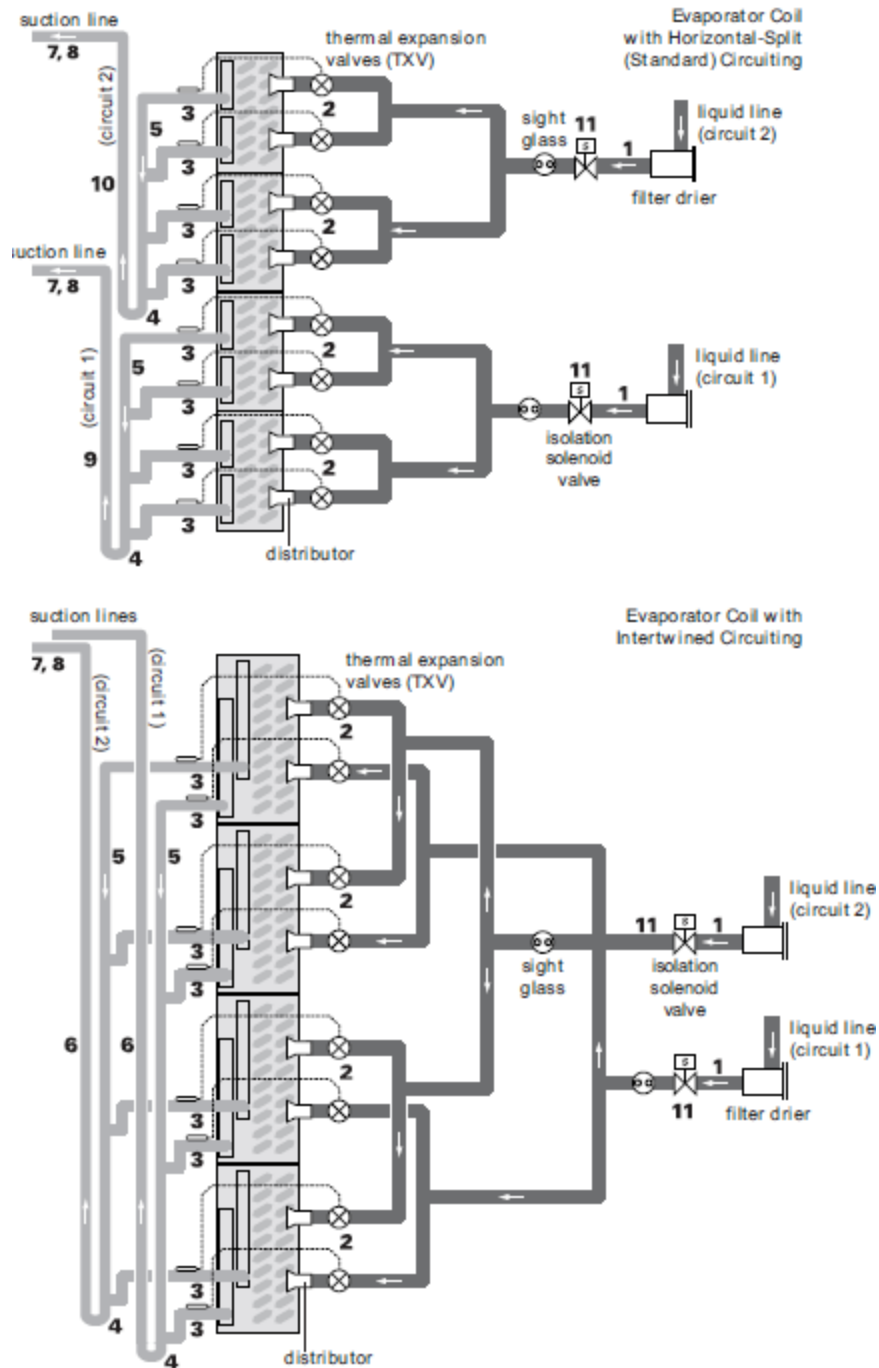 suction line
7, 8
(circuit 2)
thermal expansion
valves (TXV)
Evaporator Coil
with Horizontal-Split
(Standard) Circuiting
3
2
5
3
10
sight
glass
11
S
1
liquid line
(circuit 2)
filter drier
3
2
3
4
suction line
7, 8
(circuit 1)
3
2
5
3
9
11
S
1
liquid line
(circuit 1)
isolation
solenoid
valve
3
2
3
4
distributor
suction lines
7, 8
(circuit 2)
(circuit 1)
thermal expansion
valves (TXV)
Evaporator Coil with
Intertwined Circuiting
2
3
3
5
5
2
3
3
sight
glass
11
S
1
isolation
solenoid
valve
liquid line
(circuit 2)
6
6
2
3
3
S
1
11
liquid line
(circuit 1)
filter drier
2
3
3
4
4
distributor